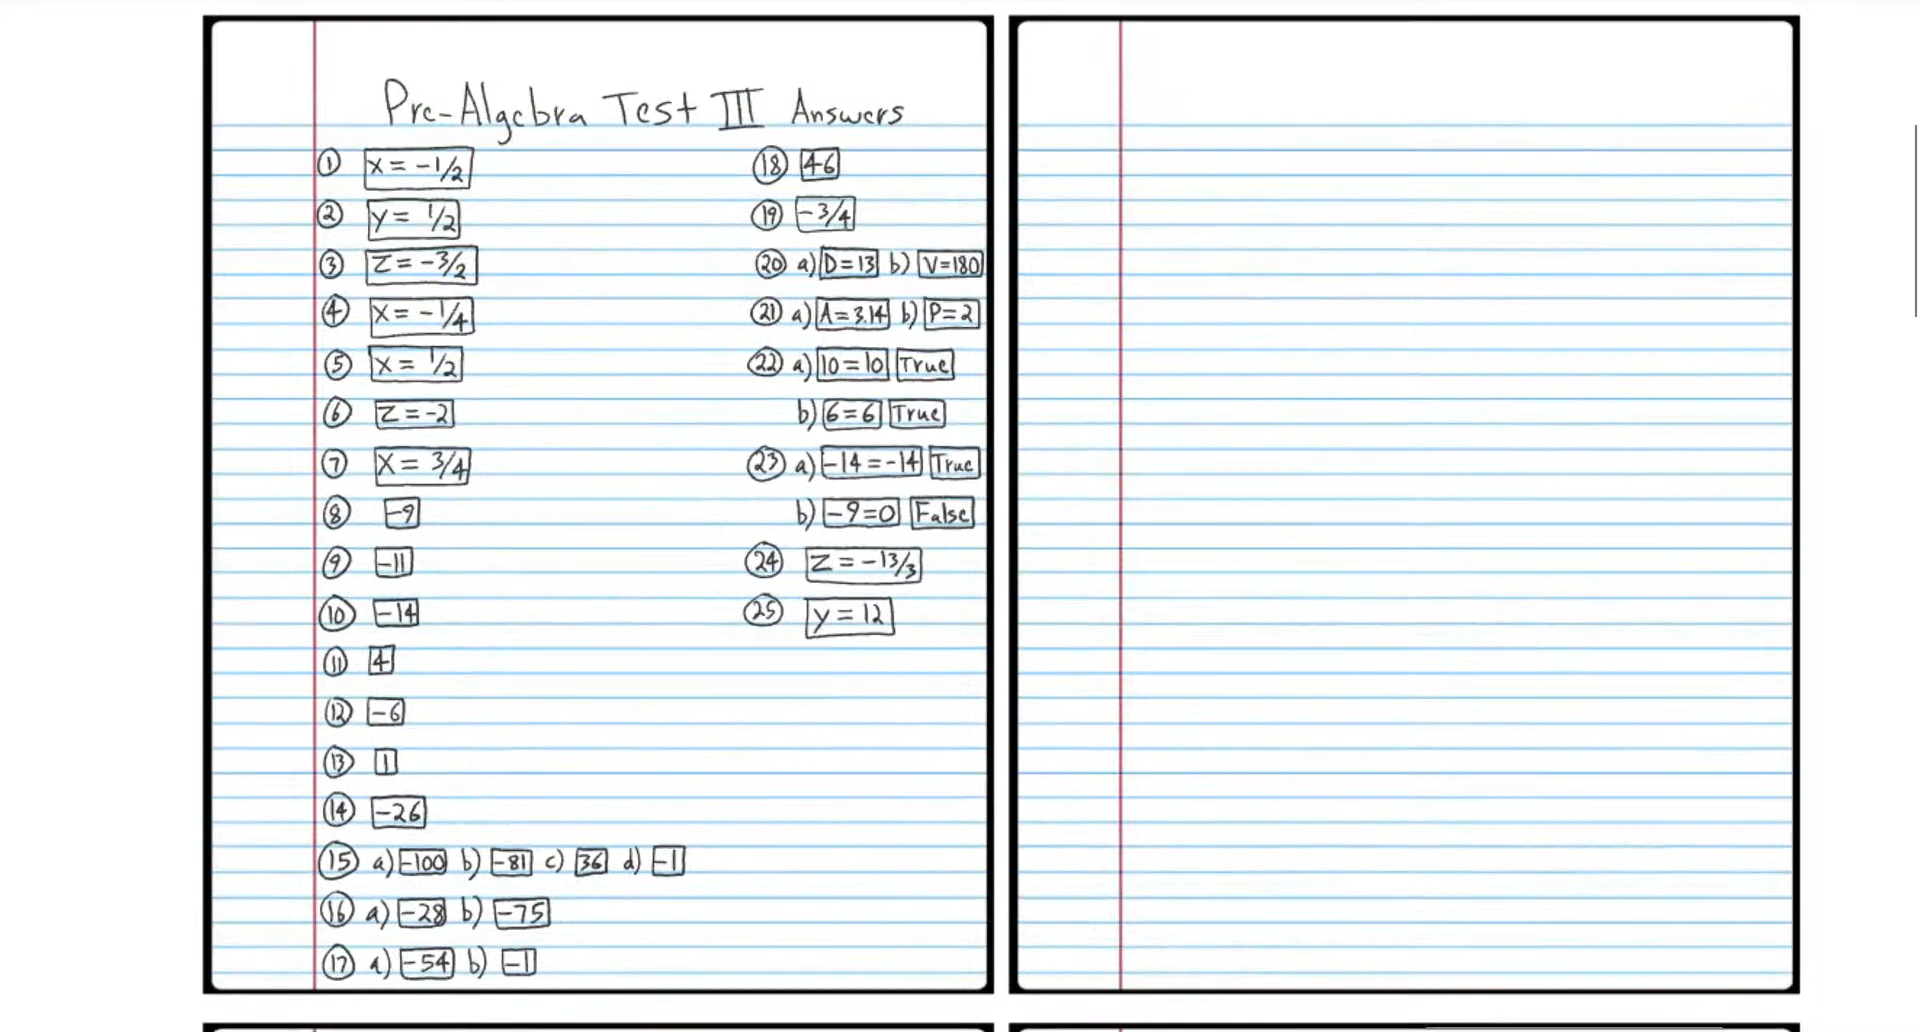 Pre-Algebra Test III Answers
① x = -1/2
② y = 1/2
③ z = -3/2
④ x = -1/4
⑤ x = 1/2
⑥ z = -2
⑦ x = 3/4
⑧ -9
⑨ -11
⑩ -14
⑪ 4
⑫ -6
⑬ 1
⑭ -26
⑮ a) -100 b) -81 c) 36 d) -1
⑯ a) -28 b) -75
⑰ a) -54 b) -1
⑱ 46
⑲ -3/4
⑳ a) D=13 b) V=180
㉑ a) A=3.14 b) P=2
㉒ a) 10=10 True
b) 6=6 True
㉓ a) -14=-14 True
b) -9=0 False
㉔ z = -13/3
㉕ y = 12